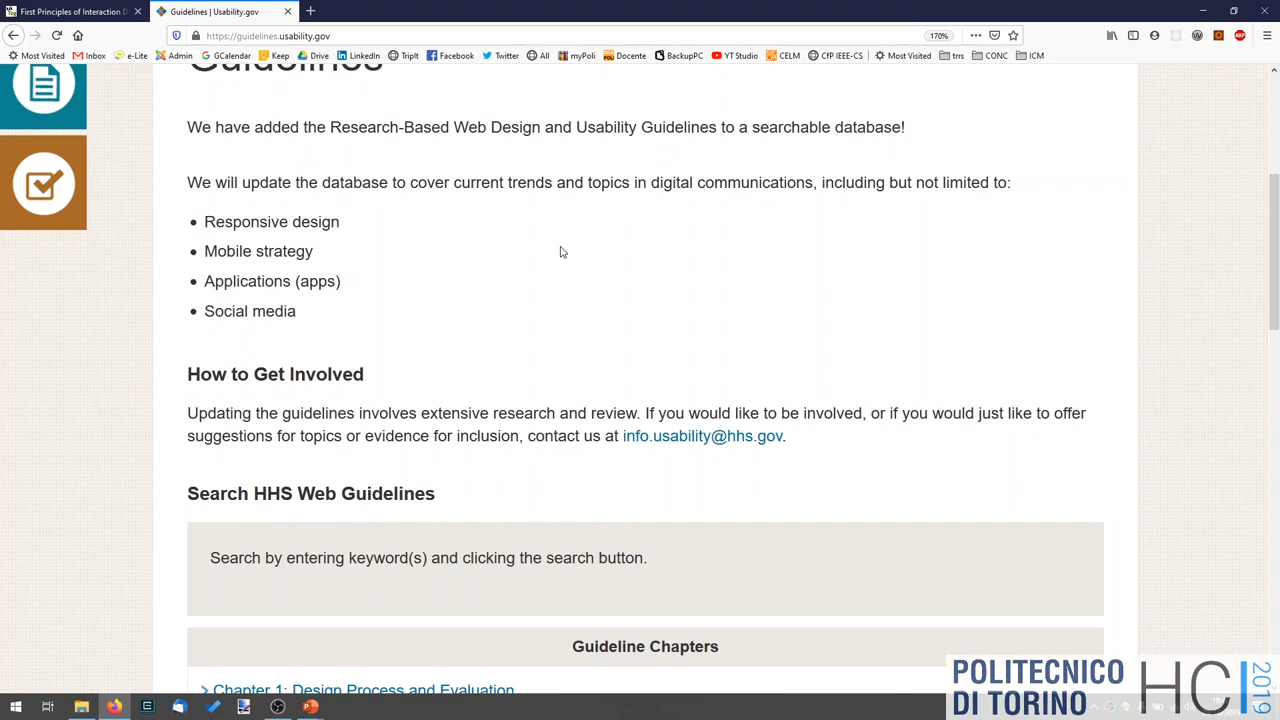 First Principles of Interaction D
Guidelines | Usability.gov
https://guidelines.usability.gov
170%
Most Visited
Inbox
e-Lite
Admin
GCalendar
Keep
Drive
LinkedIn
TripIt
Facebook
Twitter
All
myPoli
Docente
BackupPC
YT Studio
CELM
CfP IEEE-CS
Most Visited
trrs
CONC
ICM
Guidelines
We have added the Research-Based Web Design and Usability Guidelines to a searchable database!
We will update the database to cover current trends and topics in digital communications, including but not limited to:
Responsive design
Mobile strategy
Applications (apps)
Social media
How to Get Involved
Updating the guidelines involves extensive research and review. If you would like to be involved, or if you would just like to offer
suggestions for topics or evidence for inclusion, contact us at info.usability@hhs.gov.
Search HHS Web Guidelines
Search by entering keyword(s) and clicking the search button.
Guideline Chapters
Chapter 1: Design Process and Evaluation
POLITECNICO
DI TORINO
HCI
2019